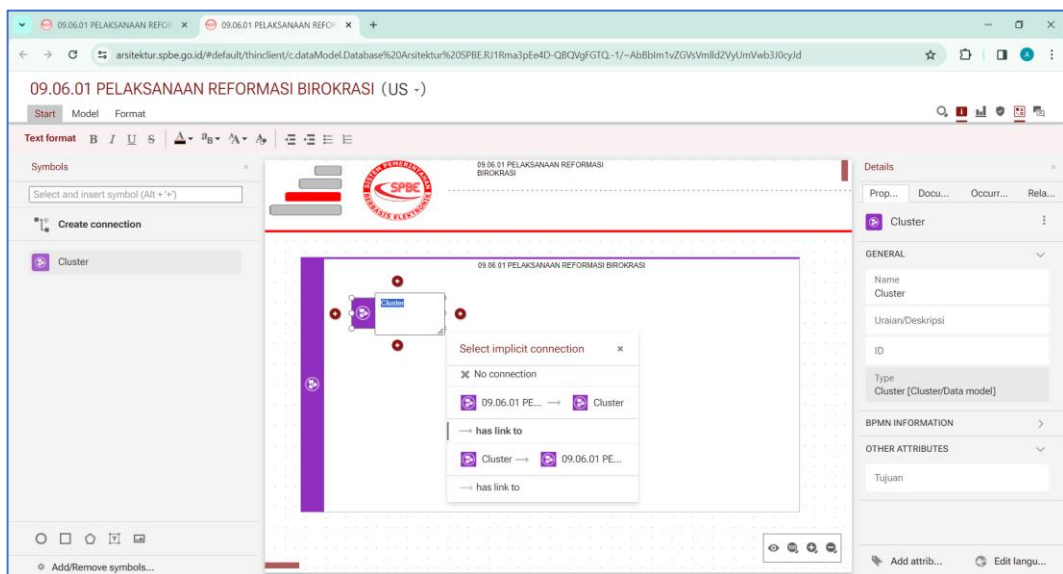 09.06.01 PELAKSANAAN REFOR
09.06.01 PELAKSANAAN REFOR
arsitektur.spbe.go.id/#default/thinclient/c.dataModel.Database%20Arsitektur%20SPBE.RJ1Rma3pEe4D-QBQVgFGTQ.-1/~AbBbIm1vZGVsVmlld2VyUmVwb3J0cyJd
A
09.06.01 PELAKSANAAN REFORMASI BIROKRASI (US -)
Start Model Format
Text format B I U S
Symbols
Select and insert symbol (Alt + '+')
Create connection
Cluster
Add/Remove symbols...
SISTEM PEMERINTAHAN
SPBE
BERBASIS ELEKTRONIK
09.06.01 PELAKSANAAN REFORMASI
BIROKRASI
09.06.01 PELAKSANAAN REFORMASI BIROKRASI
Cluster
Select implicit connection
No connection
09.06.01 PE... → Cluster
→ has link to
Cluster → 09.06.01 PE...
→ has link to
Details
Prop... Docu... Occurr... Rela...
Cluster
GENERAL
Name
Cluster
Uraian/Deskripsi
ID
Type
Cluster [Cluster/Data model]
BPMN INFORMATION
OTHER ATTRIBUTES
Tujuan
Add attrib... Edit langu...